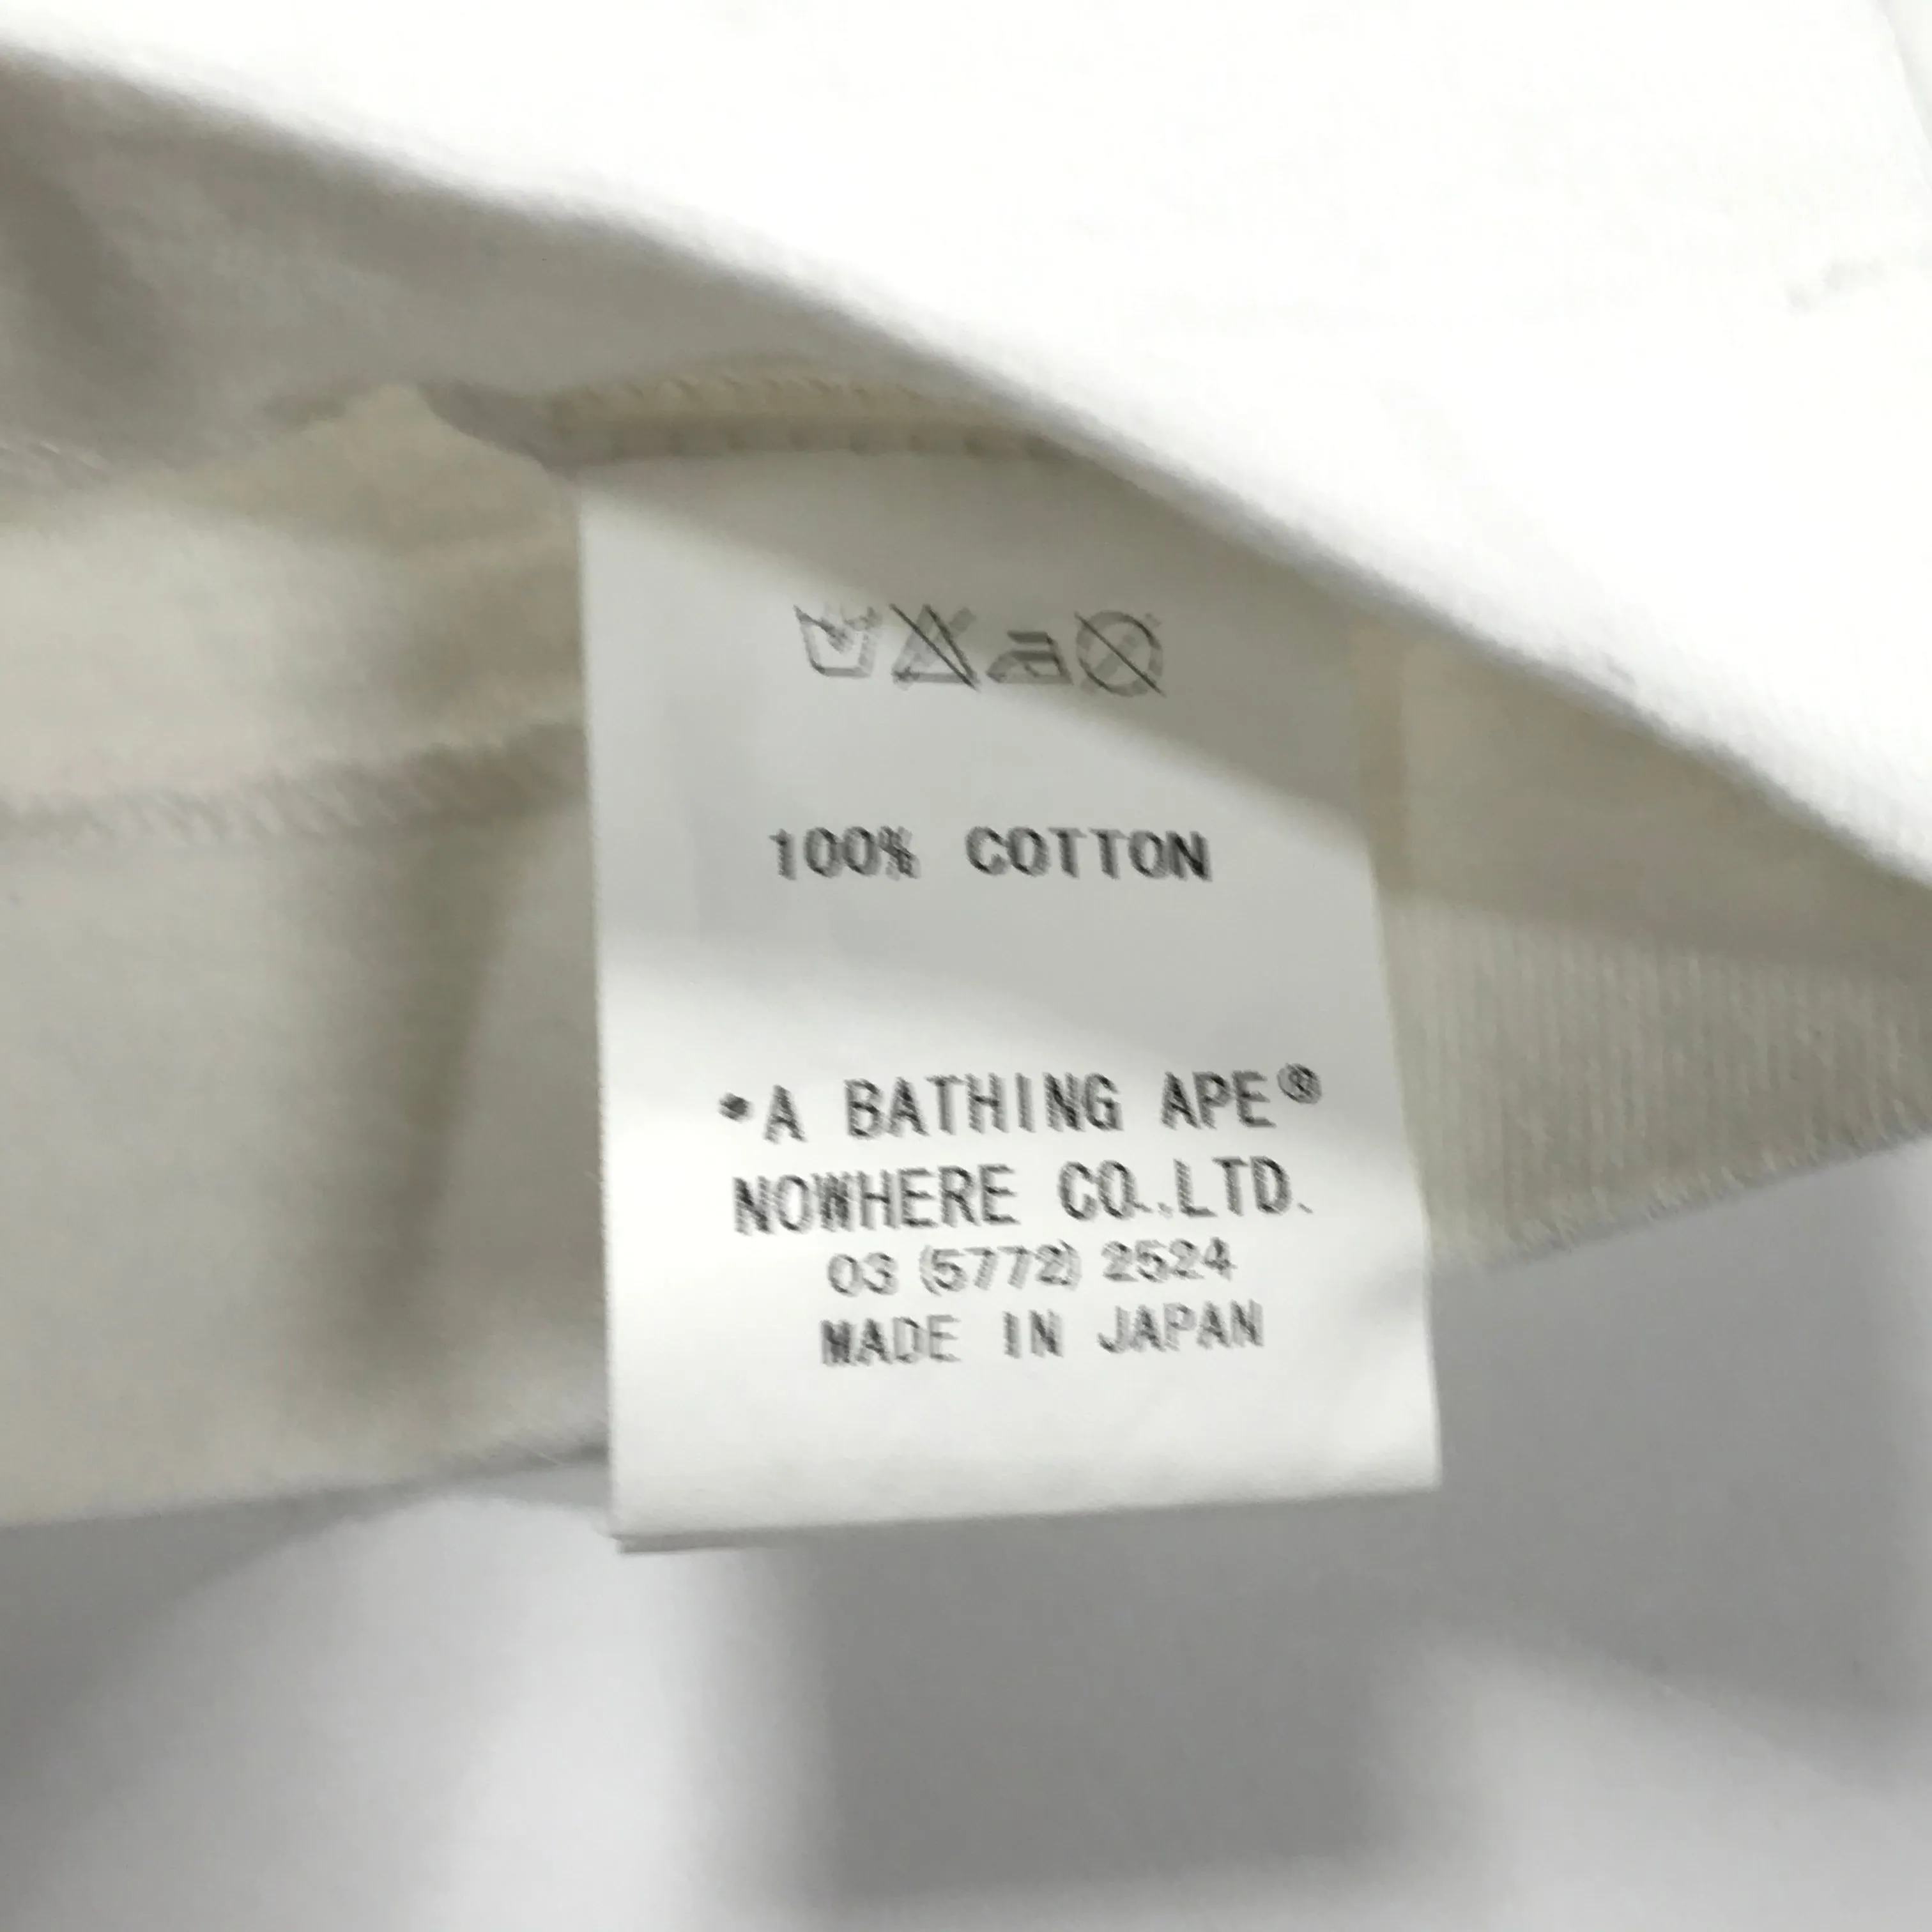 100% COTTON
*A BATHING APE®
NOWHERE CO.,LTD.
03 (5772) 2524
MADE IN JAPAN